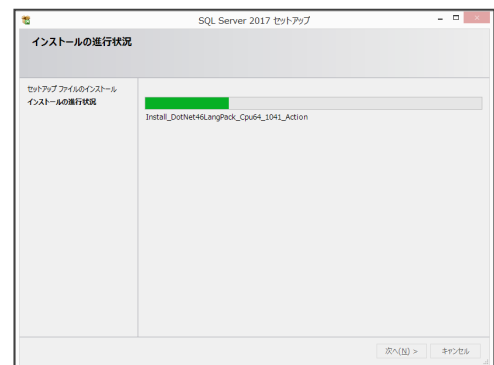 SQL Server 2017 セットアップ
インストールの進行状況
セットアップ ファイルのインストール
インストールの進行状況
Install_DotNet46LangPack_Cpu64_1041_Action
次へ(N) >
キャンセル